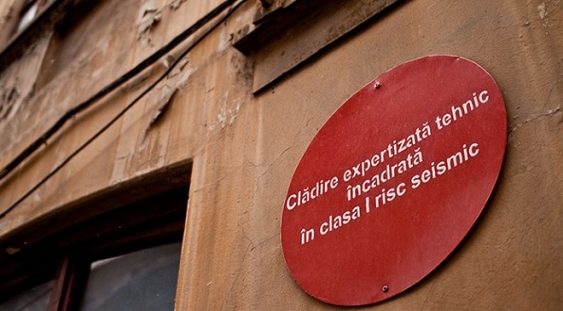 Clădire expertizată tehnic
încadrată
în clasa I risc seismic